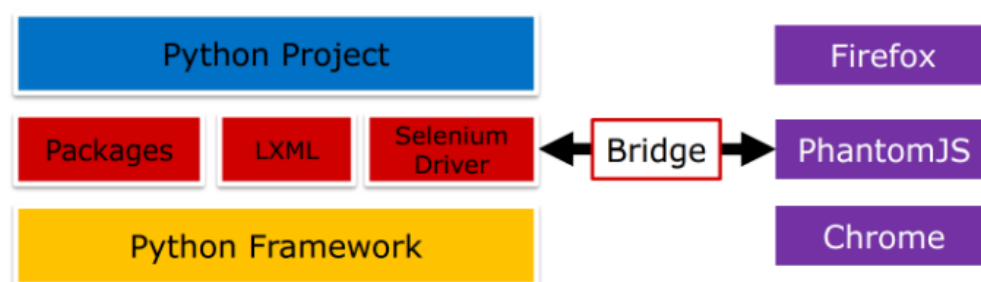 Python Project
Firefox
Packages
LXML
Selenium
Driver
Bridge
PhantomJS
Python Framework
Chrome